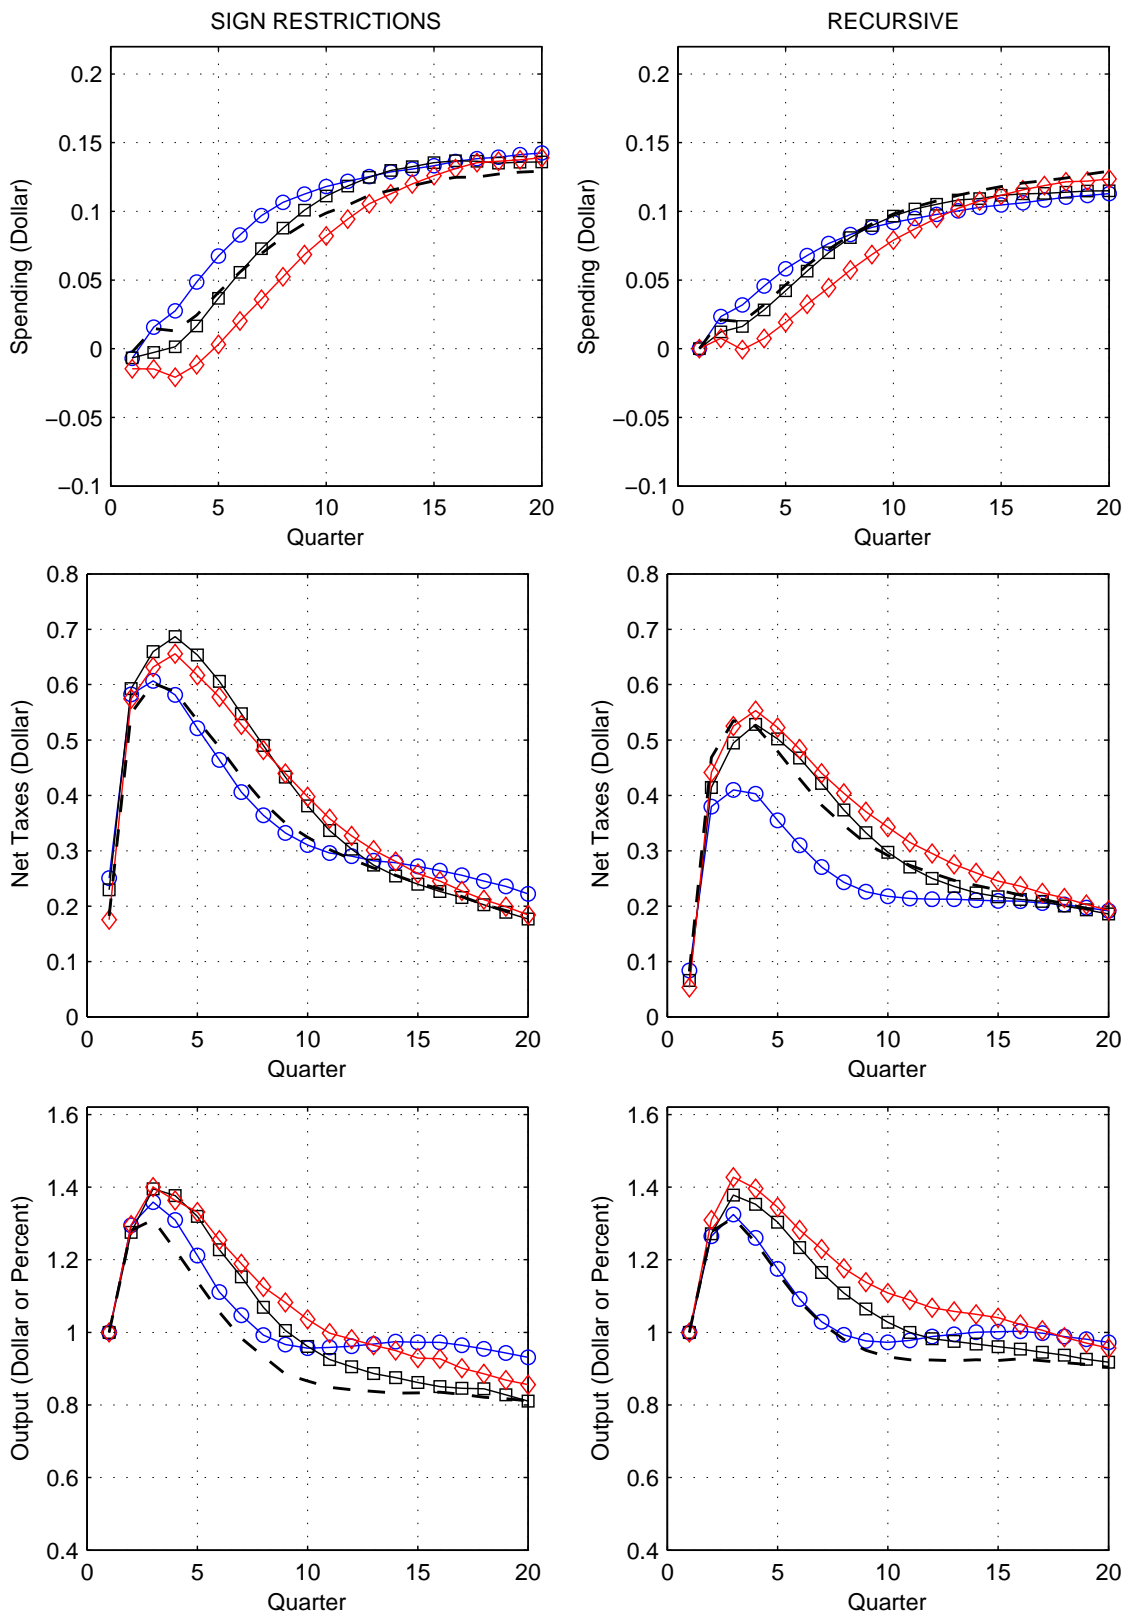 SIGN RESTRICTIONS
RECURSIVE
0.2
0.15
0.1
0.05
0
−0.05
−0.1
Spending (Dollar)
0 5 10 15 20
Quarter
0.2
0.15
0.1
0.05
0
−0.05
−0.1
Spending (Dollar)
0 5 10 15 20
Quarter
0.8
0.7
0.6
0.5
0.4
0.3
0.2
0.1
0
Net Taxes (Dollar)
0 5 10 15 20
Quarter
0.8
0.7
0.6
0.5
0.4
0.3
0.2
0.1
0
Net Taxes (Dollar)
0 5 10 15 20
Quarter
1.6
1.4
1.2
1
0.8
0.6
0.4
Output (Dollar or Percent)
0 5 10 15 20
Quarter
1.6
1.4
1.2
1
0.8
0.6
0.4
Output (Dollar or Percent)
0 5 10 15 20
Quarter